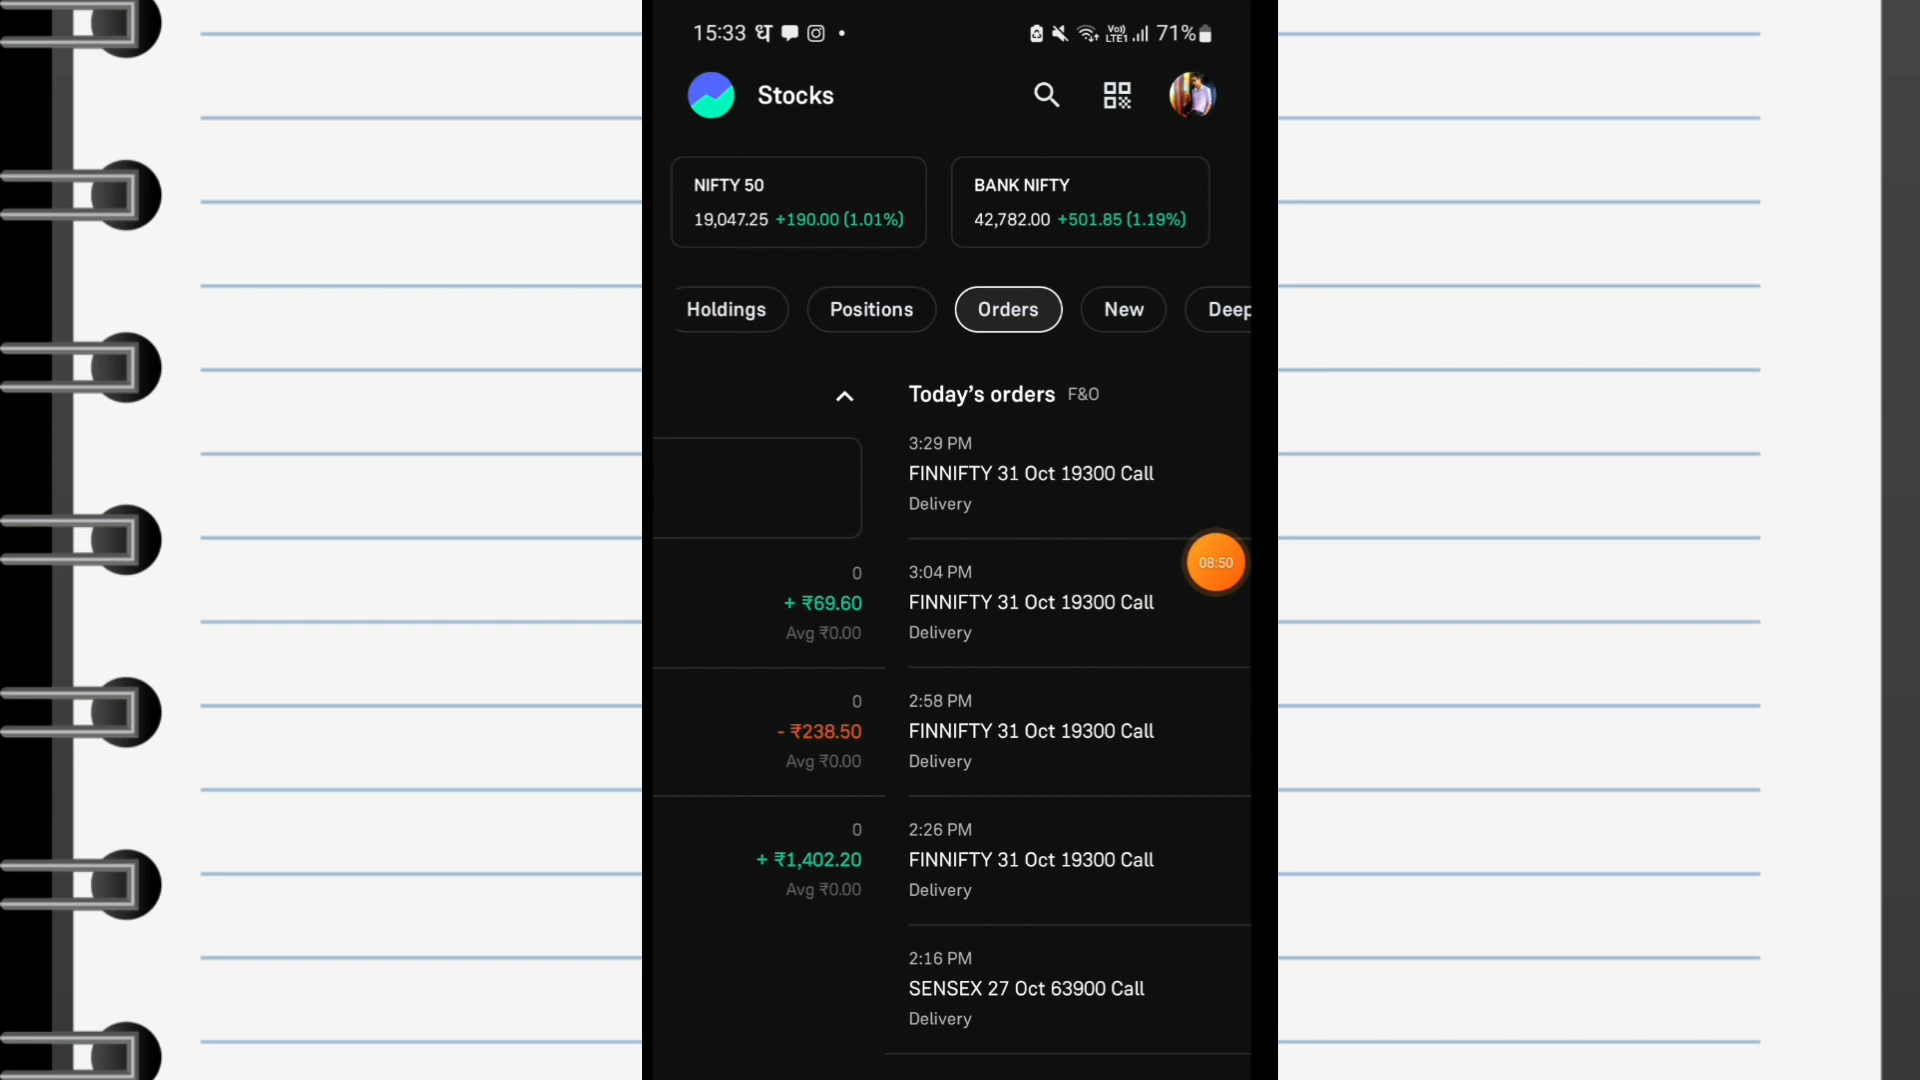 15:33 ध
Vo) LTE1 71%
Stocks
NIFTY 50
19,047.25 +190.00 (1.01%)
BANK NIFTY
42,782.00 +501.85 (1.19%)
Holdings
Positions
Orders
New
Deep
0
+ ₹69.60
Avg ₹0.00
0
- ₹238.50
Avg ₹0.00
0
+ ₹1,402.20
Avg ₹0.00
Today’s orders F&O
3:29 PM
FINNIFTY 31 Oct 19300 Call
Delivery
08:50
3:04 PM
FINNIFTY 31 Oct 19300 Call
Delivery
2:58 PM
FINNIFTY 31 Oct 19300 Call
Delivery
2:26 PM
FINNIFTY 31 Oct 19300 Call
Delivery
2:16 PM
SENSEX 27 Oct 63900 Call
Delivery